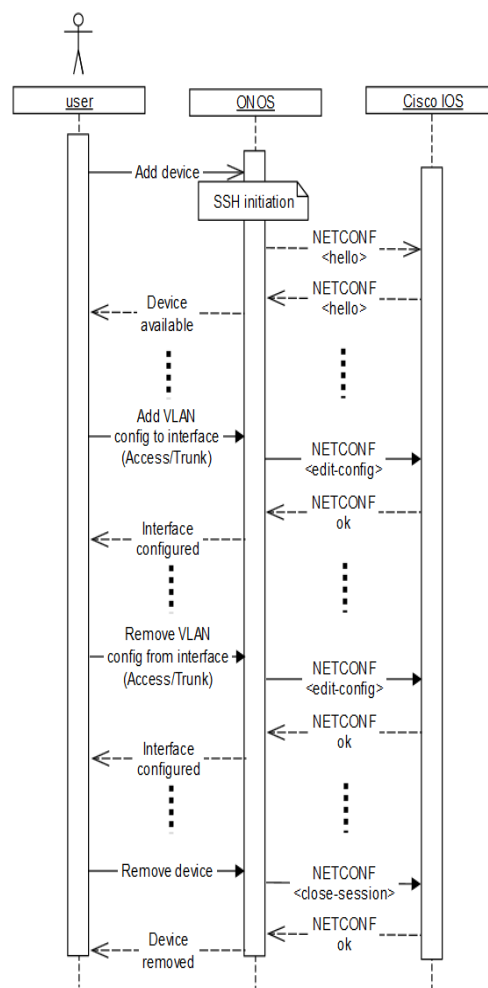 user
ONOS
Cisco IOS
Add device
SSH initiation
NETCONF
<hello>
NETCONF
<hello>
Device
available
Add VLAN
config to interface
(Access/Trunk)
NETCONF
<edit-config>
NETCONF
ok
Interface
configured
Remove VLAN
config from interface
(Access/Trunk)
NETCONF
<edit-config>
NETCONF
ok
Interface
configured
Remove device
NETCONF
<close-session>
NETCONF
ok
Device
removed